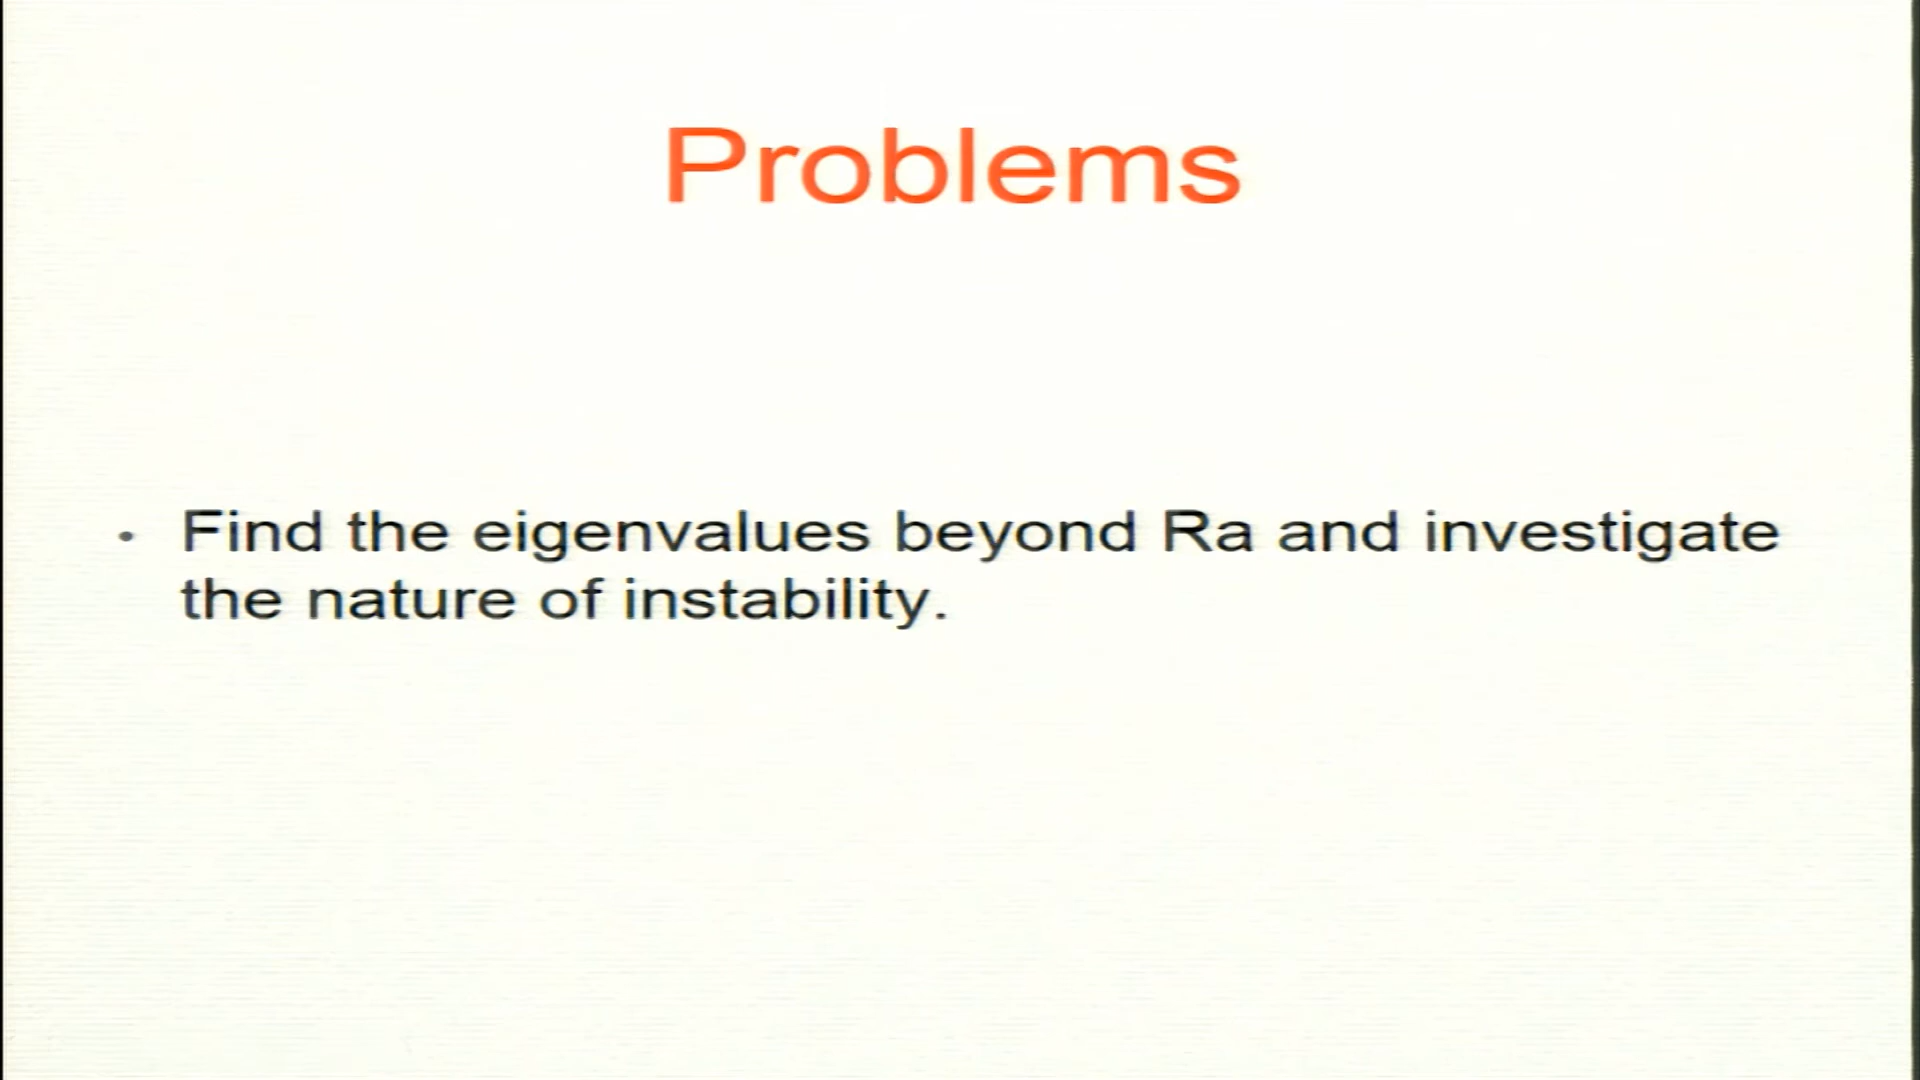 Problems
• Find the eigenvalues beyond Ra and investigate
the nature of instability.